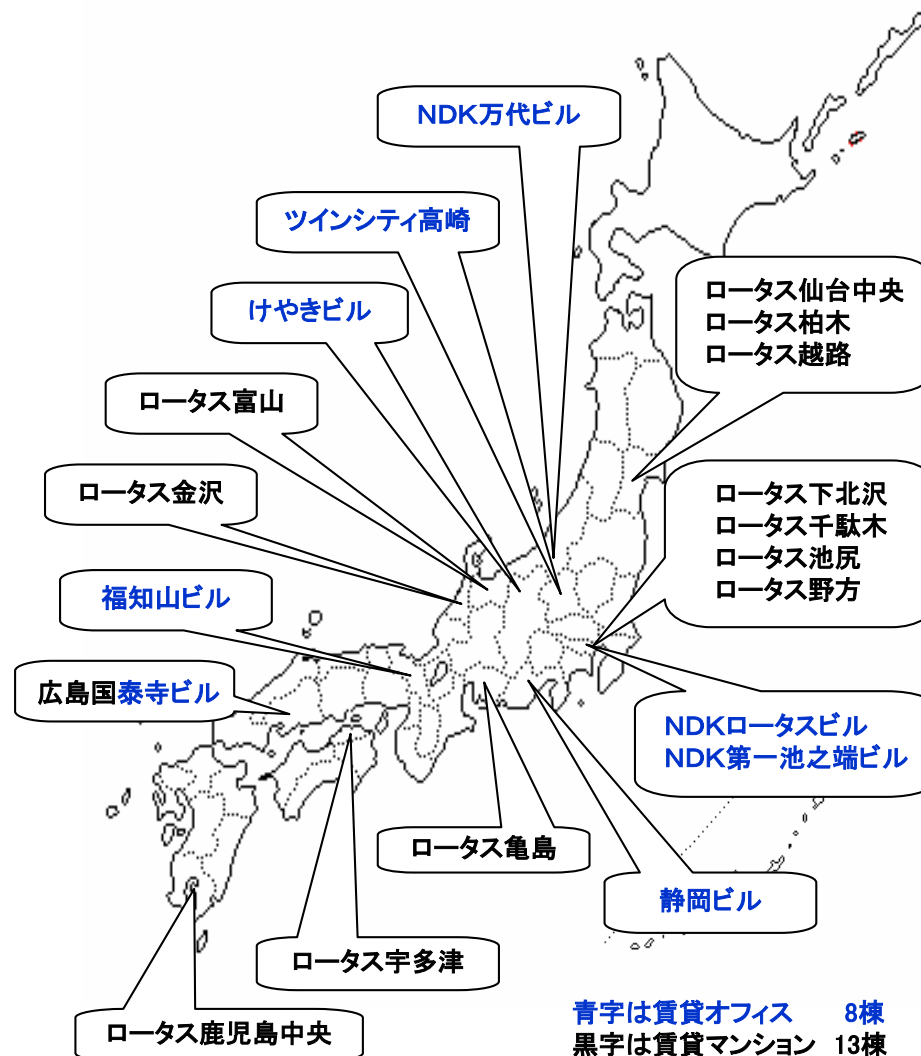 NDK万代ビル
ツインシティ高崎
けやきビル
ロータス仙台中央
ロータス柏木
ロータス越路
ロータス富山
ロータス金沢
ロータス下北沢
ロータス千駄木
ロータス池尻
ロータス野方
福知山ビル
広島国泰寺ビル
NDKロータスビル
NDK第一池之端ビル
ロータス亀島
静岡ビル
ロータス宇多津
ロータス鹿児島中央
青字は賃貸オフィス 8棟
黒字は賃貸マンション 13棟